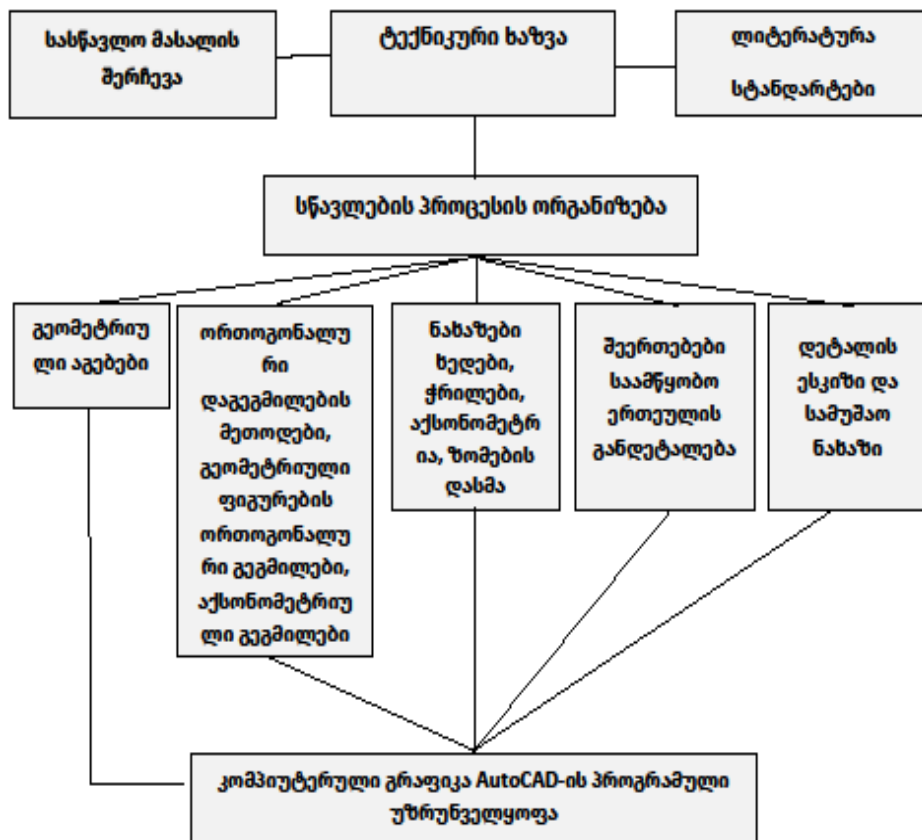 სასწავლო მასალის
შერჩევა
ტექნიკური ხაზვა
ლიტერატურა
სტანდარტები
სწავლების პროცესის ორგანიზება
გეომეტრიუ
ლი აგებები
ორთოგონალუ
რი
დაგეგმილების
მეთოდები,
გეომეტრიული
ფიგურების
ორთოგონალუ
რი გეგმილები,
აქსონომეტრიუ
ლი გეგმილები
ნახაზები
ხედები,
ჭრილები,
აქსონომეტრ
ია, ზომების
დასმა
შეერთებები
საამწყობო
ერთეულის
განდეტალება
დეტალის
ესკიზი და
სამუშაო
ნახაზი
კომპიუტერული გრაფიკა AutoCAD-ის პროგრამული
უზრუნველყოფა